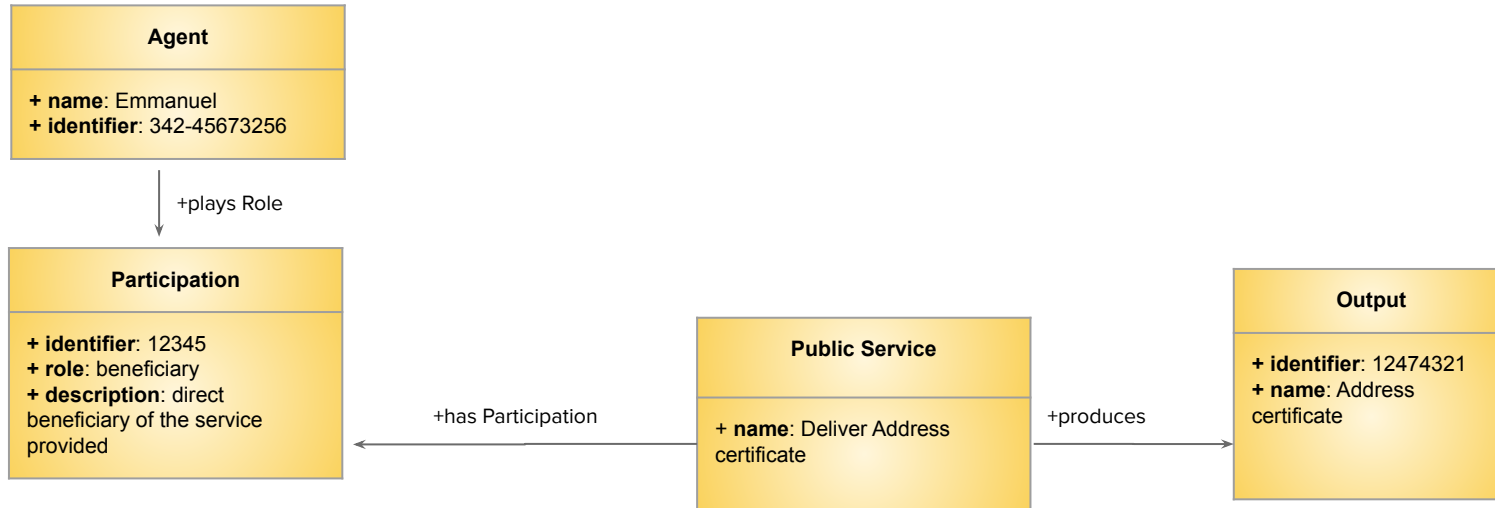 Agent
+ name: Emmanuel
+ identifier: 342-45673256
+plays Role
Participation
+ identifier: 12345
+ role: beneficiary
+ description: direct
beneficiary of the service
provided
+has Participation
Public Service
+ name: Deliver Address
certificate
+produces
Output
+ identifier: 12474321
+ name: Address
certificate